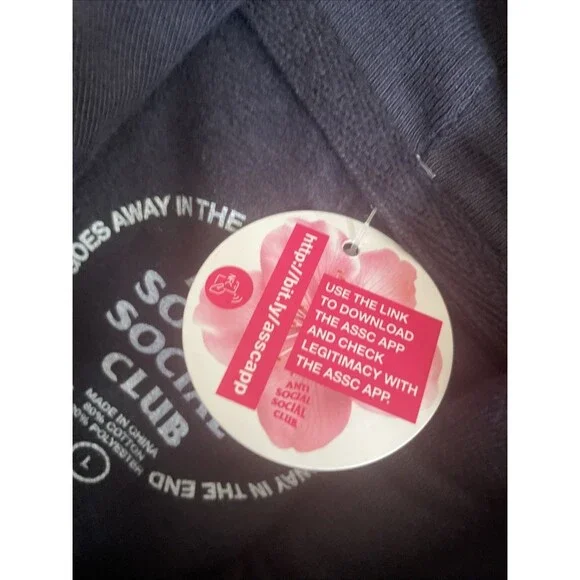 GOES AWAY IN THE
SOCIAL
SOCIAL
CLUB
MADE IN CHINA
80% COTTON
20% POLYESTER
L
WAY IN THE END
http://bit.ly/asscapp
USE THE LINK
TO DOWNLOAD
THE ASSC APP
AND CHECK
LEGITIMACY WITH
THE ASSC APP.
ANTI
SOCIAL
SOCIAL
CLUB